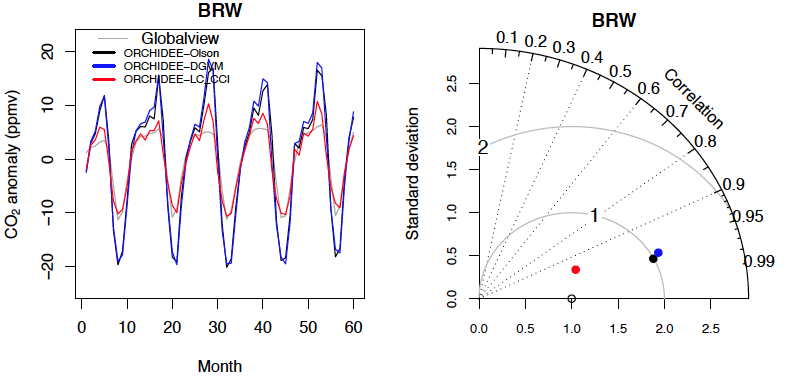 BRW
Globalview
ORCHIDEE−Olson
ORCHIDEE−DGVM
ORCHIDEE−LC_CCI
CO2 anomaly (ppmv)
20
10
0
−10
−20
0 10 20 30 40 50 60
Month
BRW
0.1 0.2 0.3 0.4 0.5 0.6 0.7 0.8 0.9 0.95 0.99
Correlation
Standard deviation
2.5
2.0
1.5
1.0
0.5
0.0
2
1
0.0 0.5 1.0 1.5 2.0 2.5